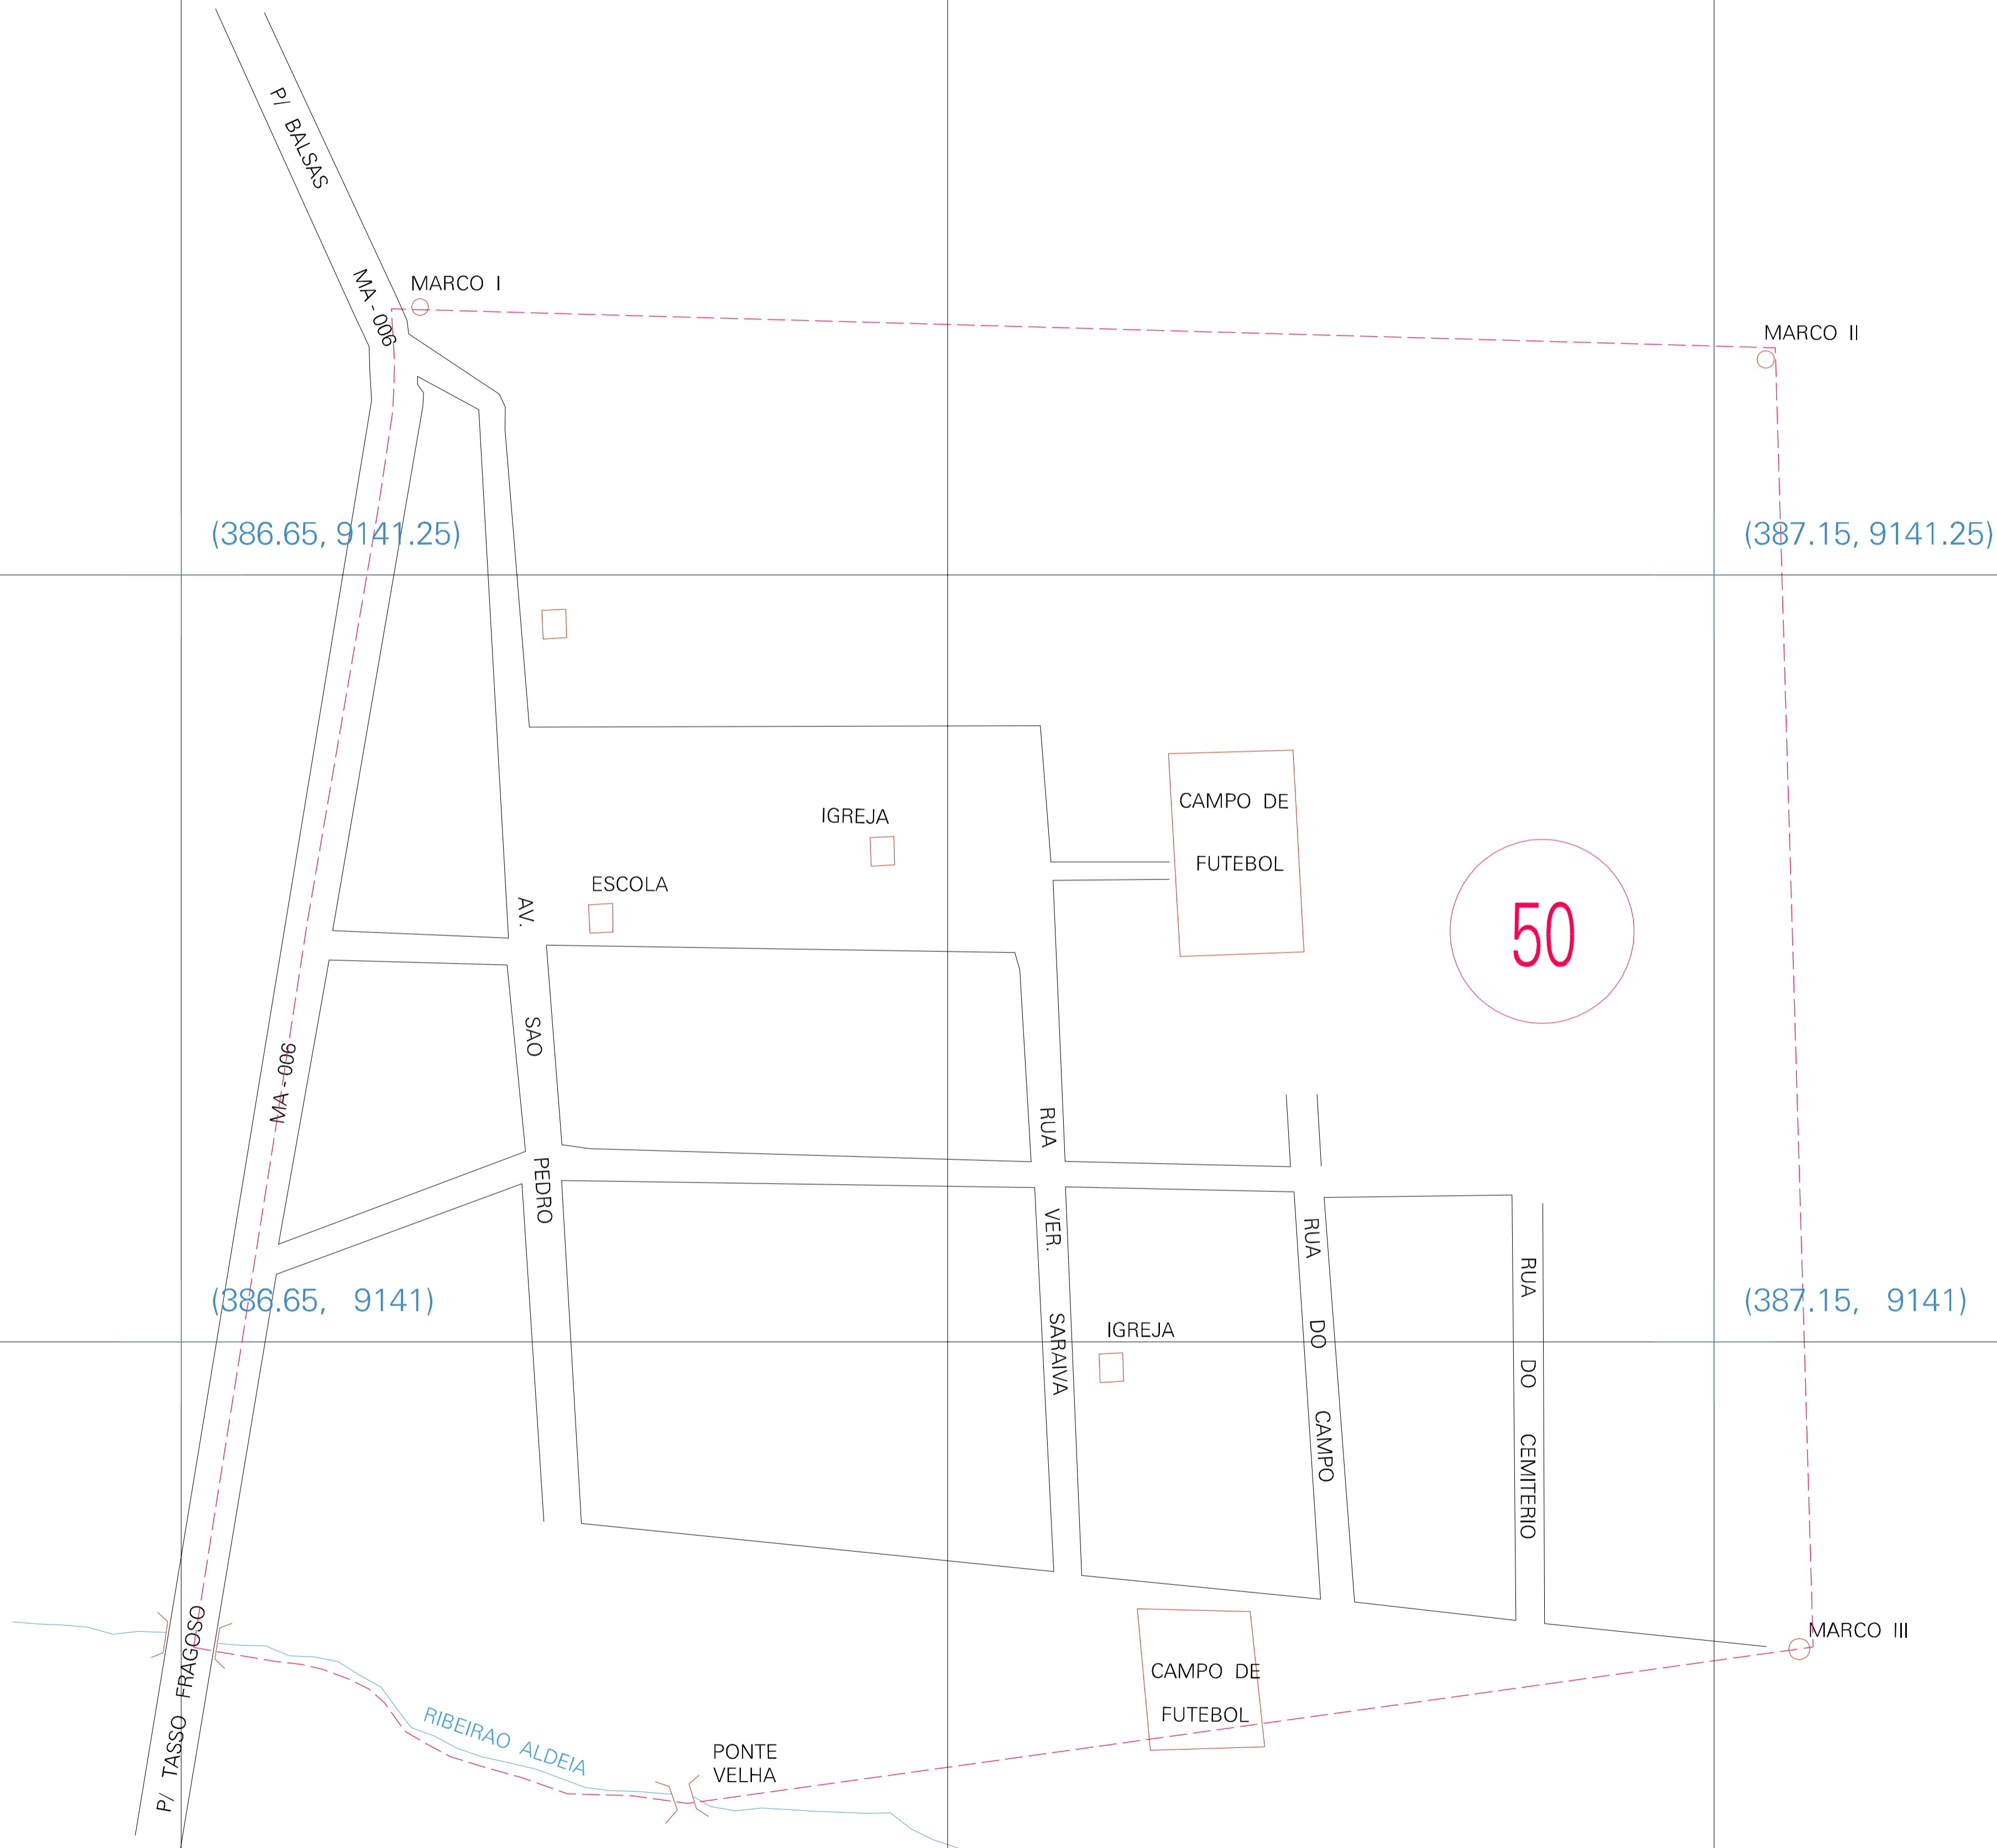 P/ BALSAS
MA - 006
MARCO I
MARCO II
(386.65, 9141.25)
(387.15, 9141.25)
IGREJA
CAMPO DE
FUTEBOL
ESCOLA
50
AV. SAO PEDRO
MA - 006
RUA VER. SARAIVA
RUA DO CAMPO
RUA DO CEMITERIO
(386.65, 9141)
(387.15, 9141)
IGREJA
P/ TASSO FRAGOSO
MARCO III
CAMPO DE
FUTEBOL
RIBEIRAO ALDEIA
PONTE
VELHA